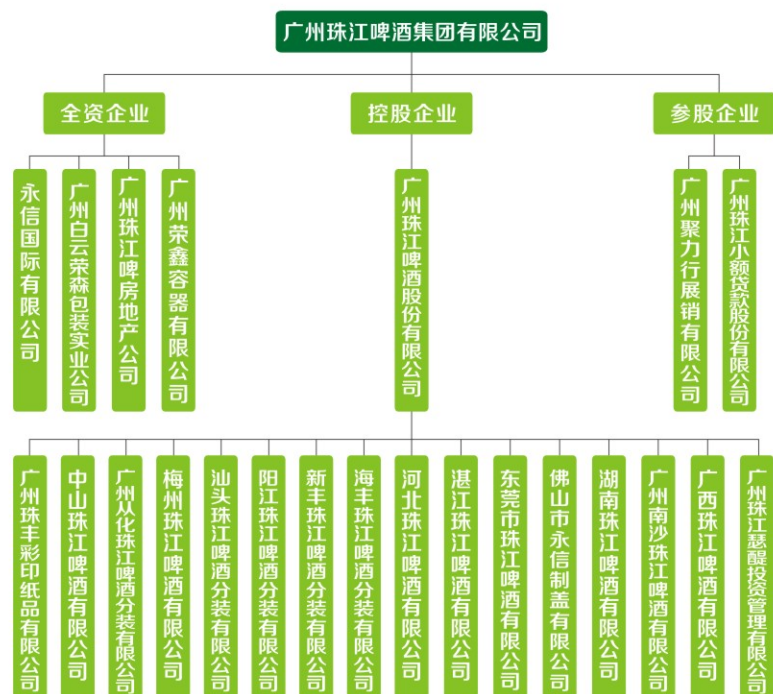 广州珠江啤酒集团有限公司
全资企业
控股企业
参股企业
永信国际有限公司
广州白云荣森包装实业公司
广州珠江啤房地产公司
广州荣鑫容器有限公司
广州珠江啤酒股份有限公司
广州聚力行展销有限公司
广州珠江小额贷款股份有限公司
广州珠丰彩印纸品有限公司
中山珠江啤酒有限公司
广州从化珠江啤酒分装有限公司
梅州珠江啤酒有限公司
汕头珠江啤酒分装有限公司
阳江珠江啤酒分装有限公司
新丰珠江啤酒分装有限公司
海丰珠江啤酒分装有限公司
河北珠江啤酒有限公司
湛江珠江啤酒有限公司
东莞市珠江啤酒有限公司
佛山市永信制盖有限公司
湖南珠江啤酒有限公司
广州南沙珠江啤酒有限公司
广西珠江啤酒有限公司
广州珠江琶醍投资管理有限公司